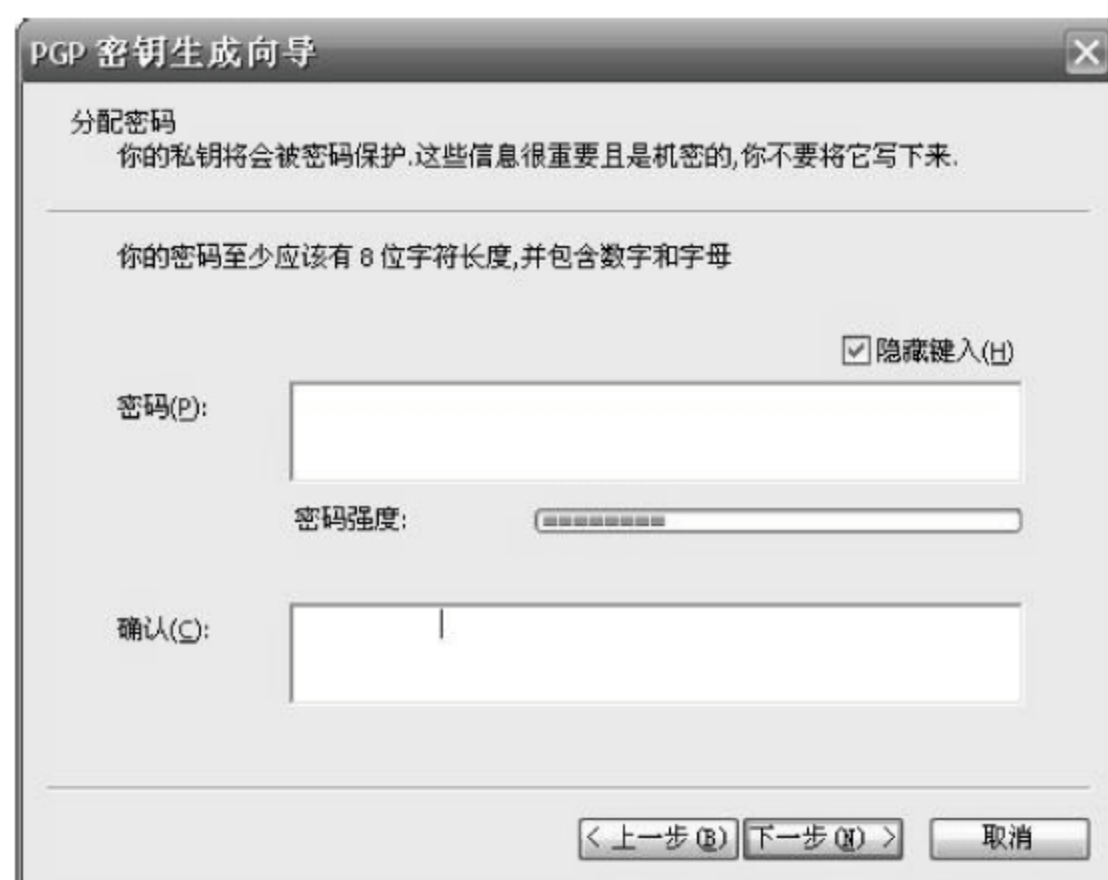 PGP 密钥生成向导
分配密码
你的私钥将会被密码保护.这些信息很重要且是机密的,你不要将它写下来.
你的密码至少应该有 8 位字符长度,并包含数字和字母
隐藏键入(H)
密码(P):
密码强度:
确认(C):
< 上一步(B) 下一步(N) > 取消